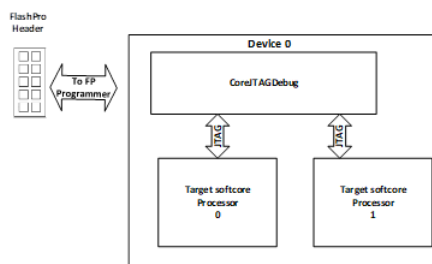 FlashPro
Header
Device 0
To FP
Programmer
CoreJTAGDebug
JTAG
JTAG
Target softcore
Processor
0
Target softcore
Processor
1